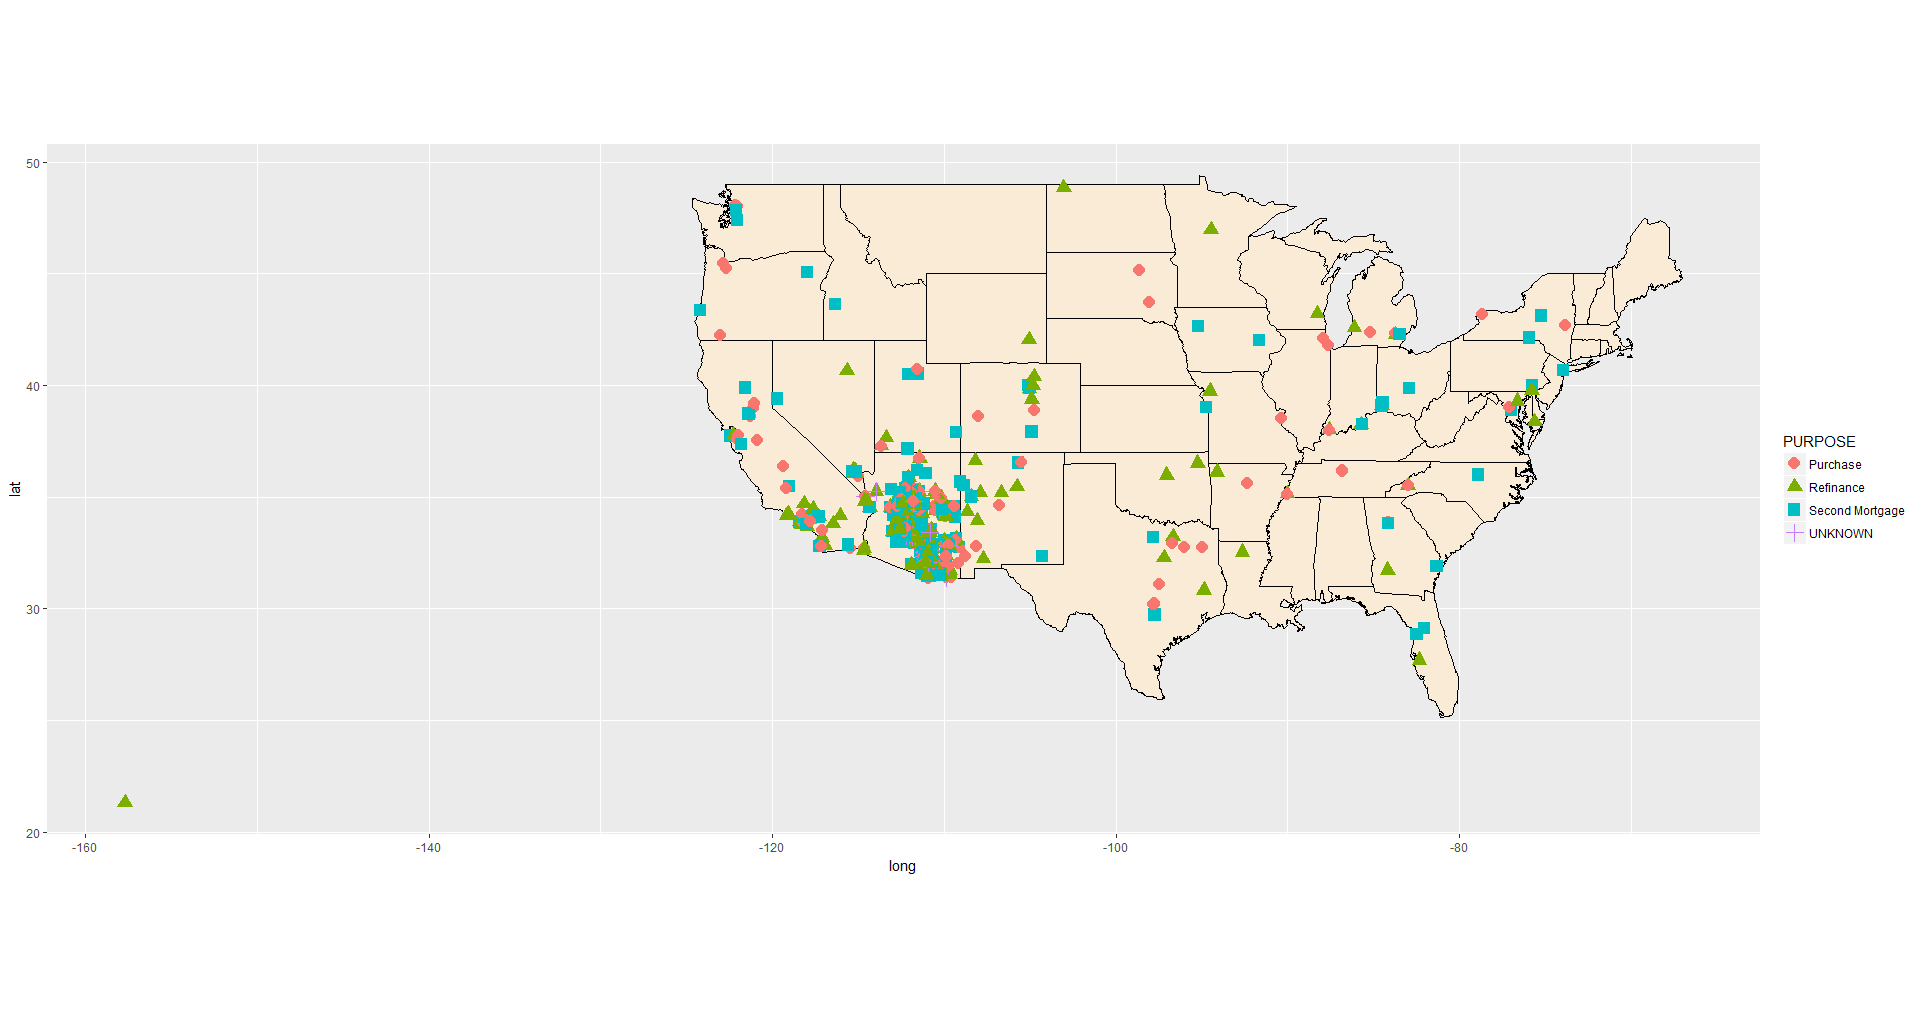 50
40
30
20
lat
-160
-140
-120
-100
-80
long
PURPOSE
Purchase
Refinance
Second Mortgage
UNKNOWN